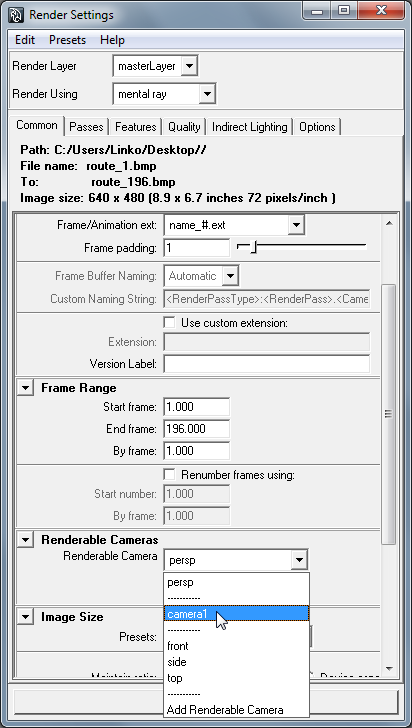 Render Settings
Edit Presets Help
Render Layer masterLayer
Render Using mental ray
Common Passes Features Quality Indirect Lighting Options
Path: C:/Users/Linko/Desktop//
File name: route_1.bmp
To: route_196.bmp
Image size: 640 x 480 (8.9 x 6.7 inches 72 pixels/inch )
Frame/Animation ext: name_#.ext
Frame padding: 1
Frame Buffer Naming: Automatic
Custom Naming String: <RenderPassType>:<RenderPass>.<Came
Use custom extension:
Extension:
Version Label:
Frame Range
Start frame: 1.000
End frame: 196.000
By frame: 1.000
Renumber frames using:
Start number: 1.000
By frame: 1.000
Renderable Cameras
Renderable Camera persp
persp
----------
camera1
----------
Image Size
front
Presets: side
top
----------
Add Renderable Camera